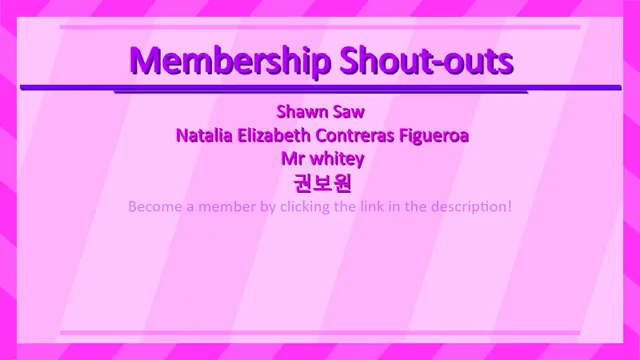 Membership Shout-outs
Shawn Saw
Natalia Elizabeth Contreras Figueroa
Mr whitey
권보원
Become a member by clicking the link in the description!